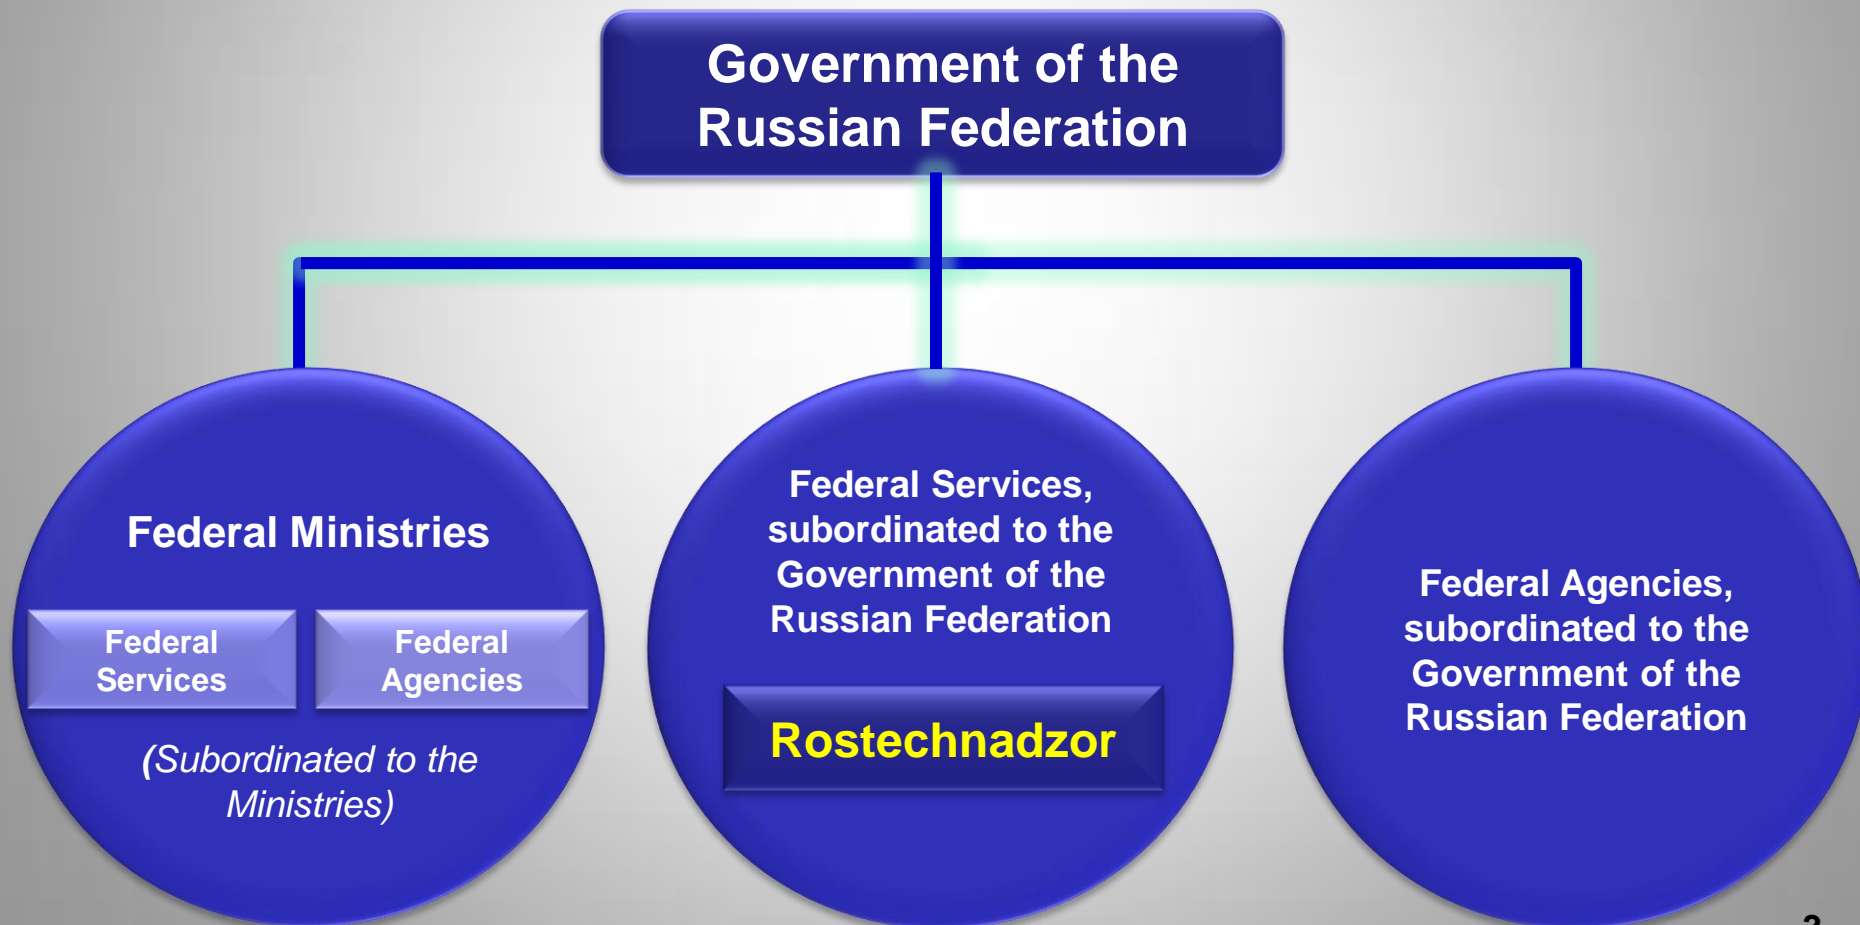 Government of the
Russian Federation
Federal Ministries
Federal
Services
Federal
Agencies
(Subordinated to the
Ministries)
Federal Services,
subordinated to the
Government of the
Russian Federation
Rostechnadzor
Federal Agencies,
subordinated to the
Government of the
Russian Federation